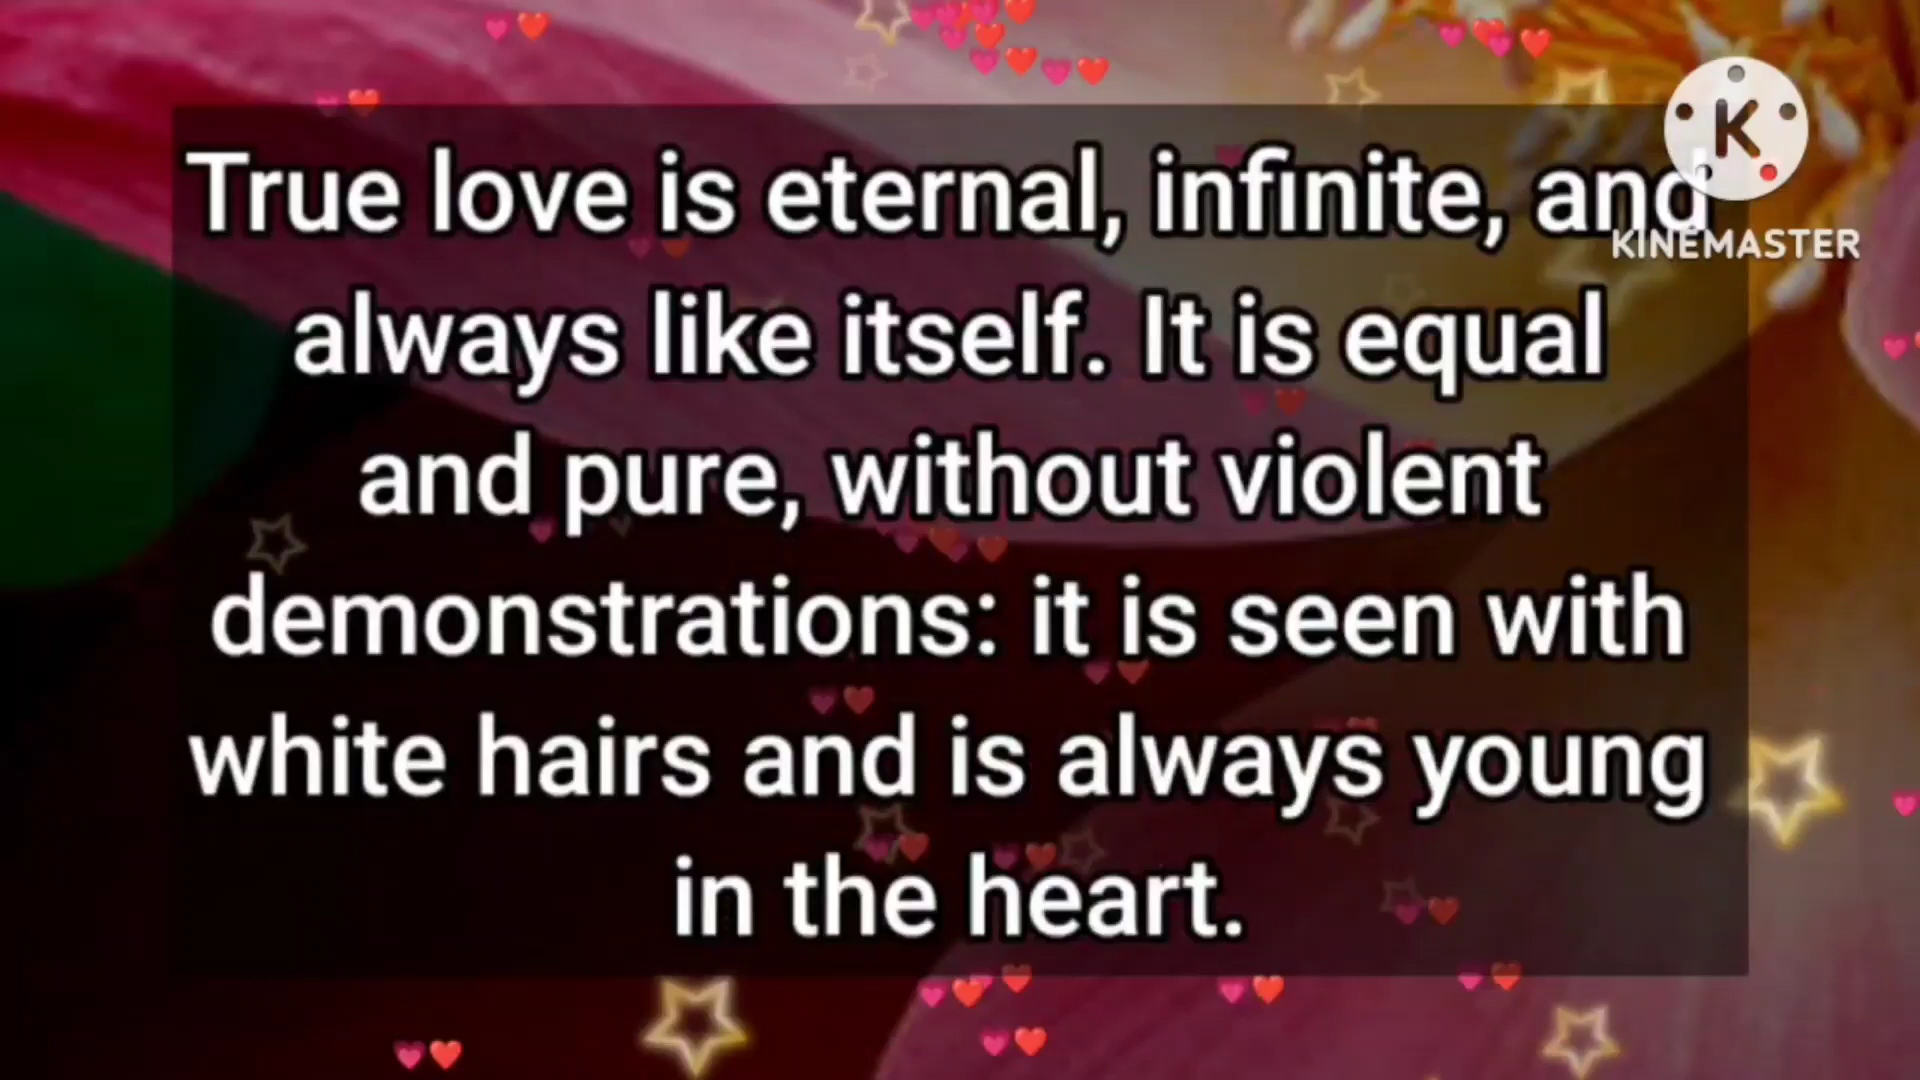 True love is eternal, infinite, and
always like itself. It is equal
and pure, without violent
demonstrations: it is seen with
white hairs and is always young
in the heart.
K
KINEMASTER